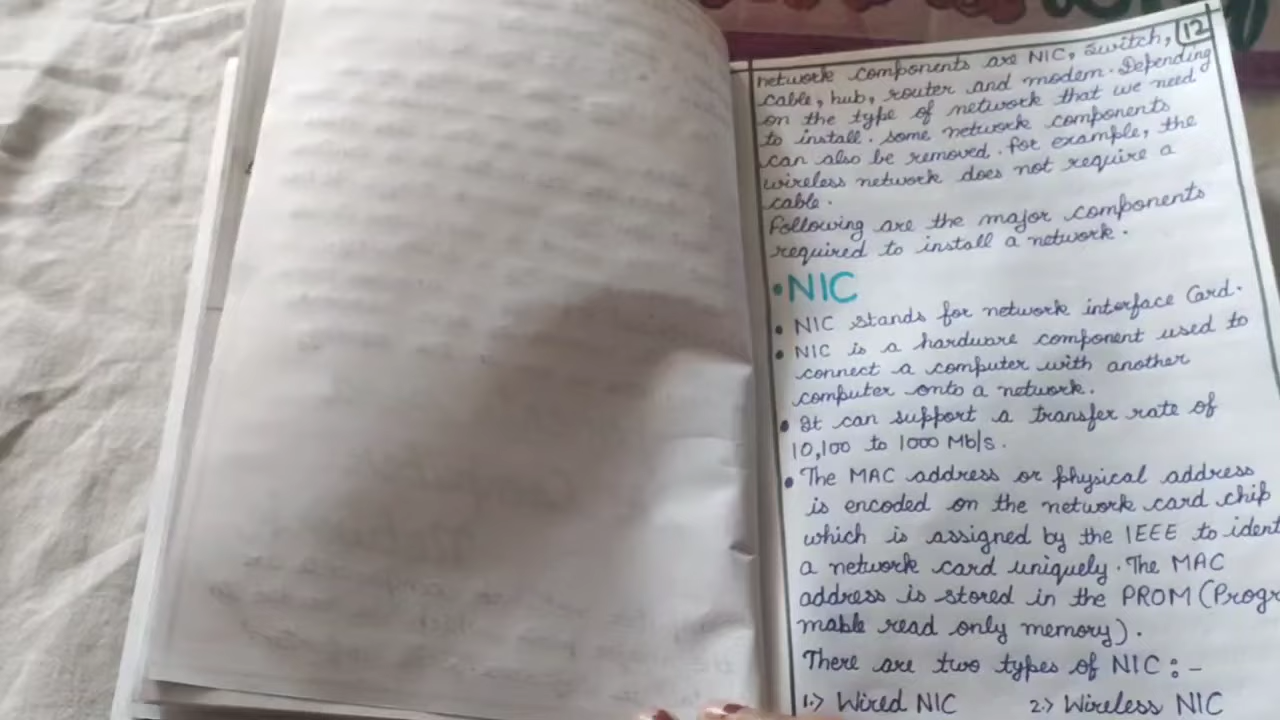 12
network components are NIC, switch,
cable, hub, router and modem. Depending
on the type of network that we need
to install. some network components
can also be removed. for example, the
wireless network does not require a
cable.
Following are the major components
required to install a network.
• NIC
• NIC stands for network interface Card.
• NIC is a hardware component used to
connect a computer with another
computer onto a network.
• It can support a transfer rate of
10,100 to 1000 Mb/s.
• The MAC address or physical address
is encoded on the network card chip
which is assigned by the IEEE to ident
a network card uniquely. The MAC
address is stored in the PROM (Progr
mable read only memory).
There are two types of NIC :-
1.) Wired NIC 2.) Wireless NIC